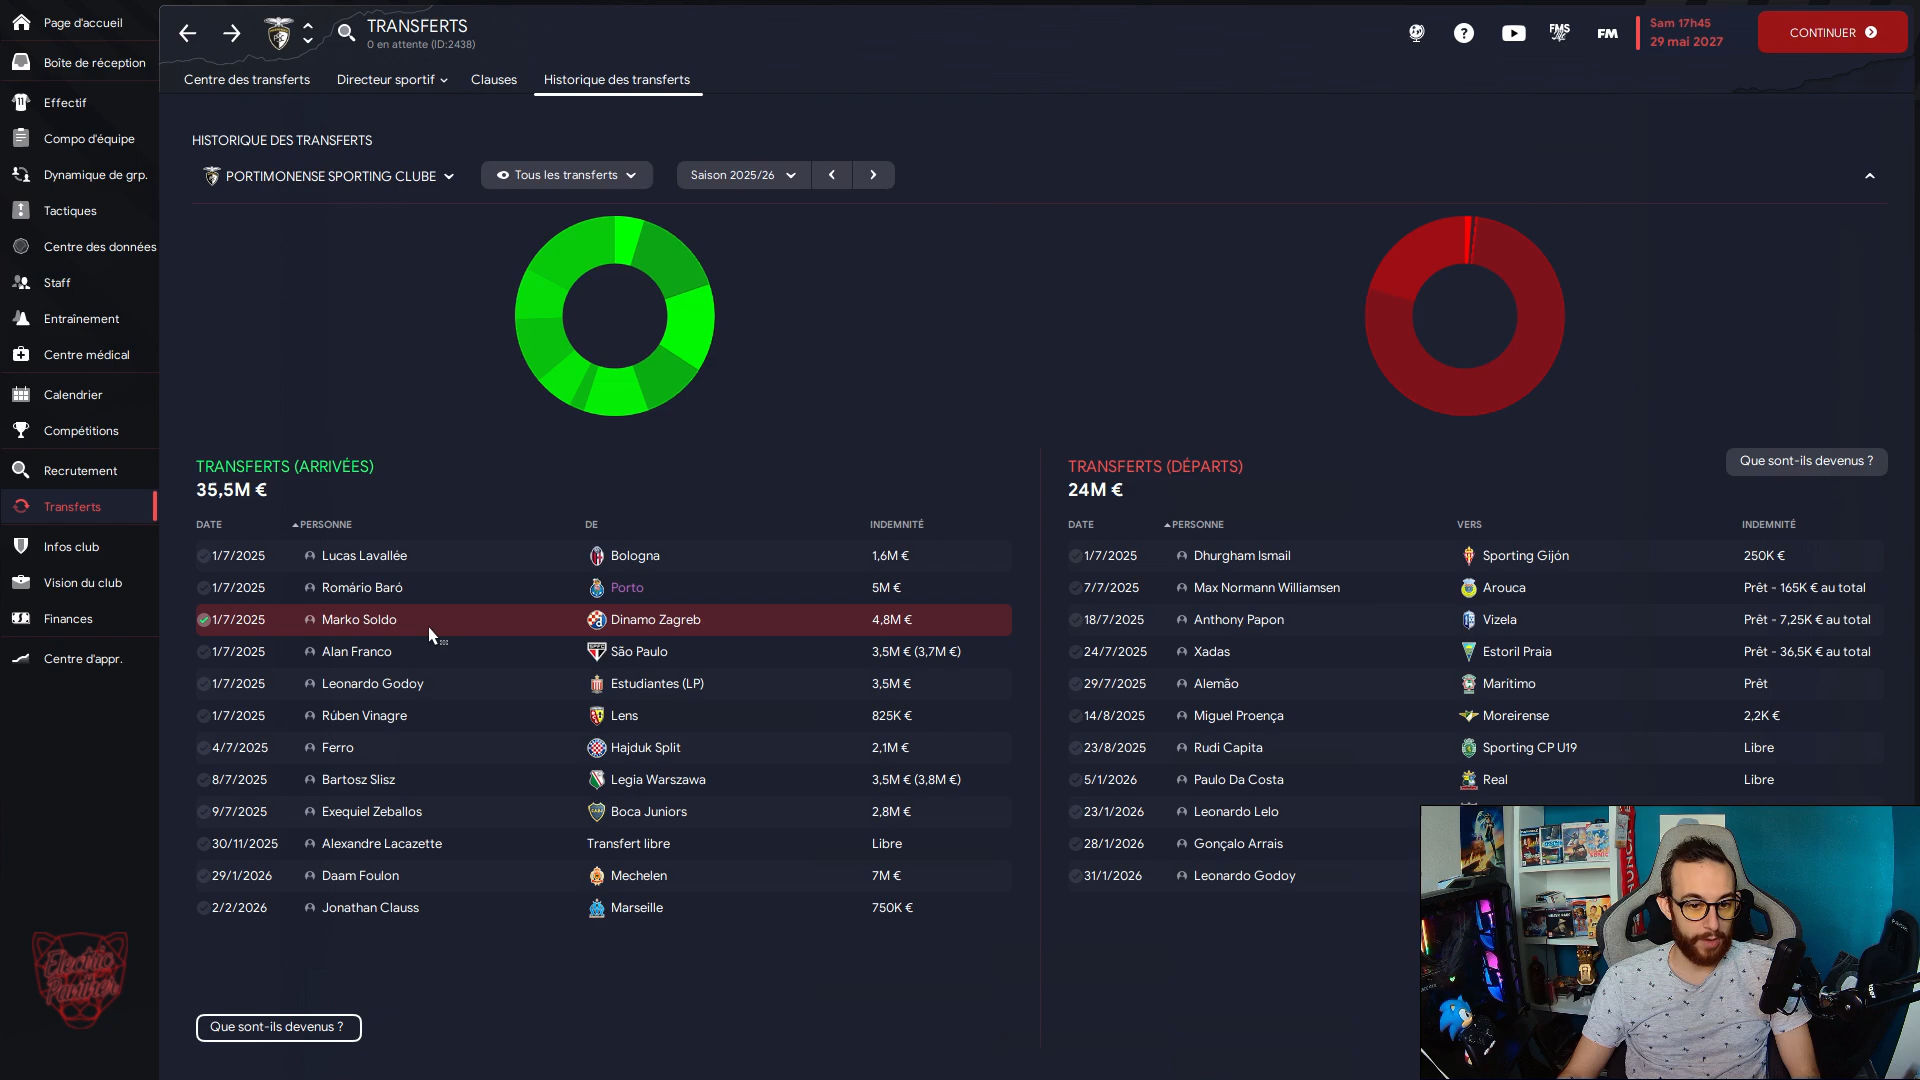 Page d'accueil
Boîte de réception
Effectif
Compo d'équipe
Dynamique de grp.
Tactiques
Centre des données
Staff
Entraînement
Centre médical
Calendrier
Compétitions
Recrutement
Transferts
Infos club
Vision du club
Finances
Centre d'appr.
Electric Panther
TRANSFERTS
0 en attente (ID:2438)
FMS
FM
Sam 17h45
29 mai 2027
CONTINUER
Centre des transferts Directeur sportif Clauses Historique des transferts
HISTORIQUE DES TRANSFERTS
PORTIMONENSE SPORTING CLUBE Tous les transferts Saison 2025/26
TRANSFERTS (ARRIVÉES)
35,5M €
DATE PERSONNE DE INDEMNITÉ
1/7/2025 Lucas Lavallée Bologna 1,6M €
1/7/2025 Romário Baró Porto 5M €
1/7/2025 Marko Soldo Dinamo Zagreb 4,8M €
1/7/2025 Alan Franco São Paulo 3,5M € (3,7M €)
1/7/2025 Leonardo Godoy Estudiantes (LP) 3,5M €
1/7/2025 Rúben Vinagre Lens 825K €
4/7/2025 Ferro Hajduk Split 2,1M €
8/7/2025 Bartosz Slisz Legia Warszawa 3,5M € (3,8M €)
9/7/2025 Exequiel Zeballos Boca Juniors 2,8M €
30/11/2025 Alexandre Lacazette Transfert libre Libre
29/1/2026 Daam Foulon Mechelen 7M €
2/2/2026 Jonathan Clauss Marseille 750K €
Que sont-ils devenus ?
TRANSFERTS (DÉPARTS)
24M €
Que sont-ils devenus ?
DATE PERSONNE VERS INDEMNITÉ
1/7/2025 Dhurgham Ismail Sporting Gijón 250K €
7/7/2025 Max Normann Williamsen Arouca Prêt - 165K € au total
18/7/2025 Anthony Papon Vizela Prêt - 7,25K € au total
24/7/2025 Xadas Estoril Praia Prêt - 36,5K € au total
29/7/2025 Alemão Marítimo Prêt
14/8/2025 Miguel Proença Moreirense 2,2K €
23/8/2025 Rudi Capita Sporting CP U19 Libre
5/1/2026 Paulo Da Costa Real Libre
23/1/2026 Leonardo Lelo
28/1/2026 Gonçalo Arrais
31/1/2026 Leonardo Godoy